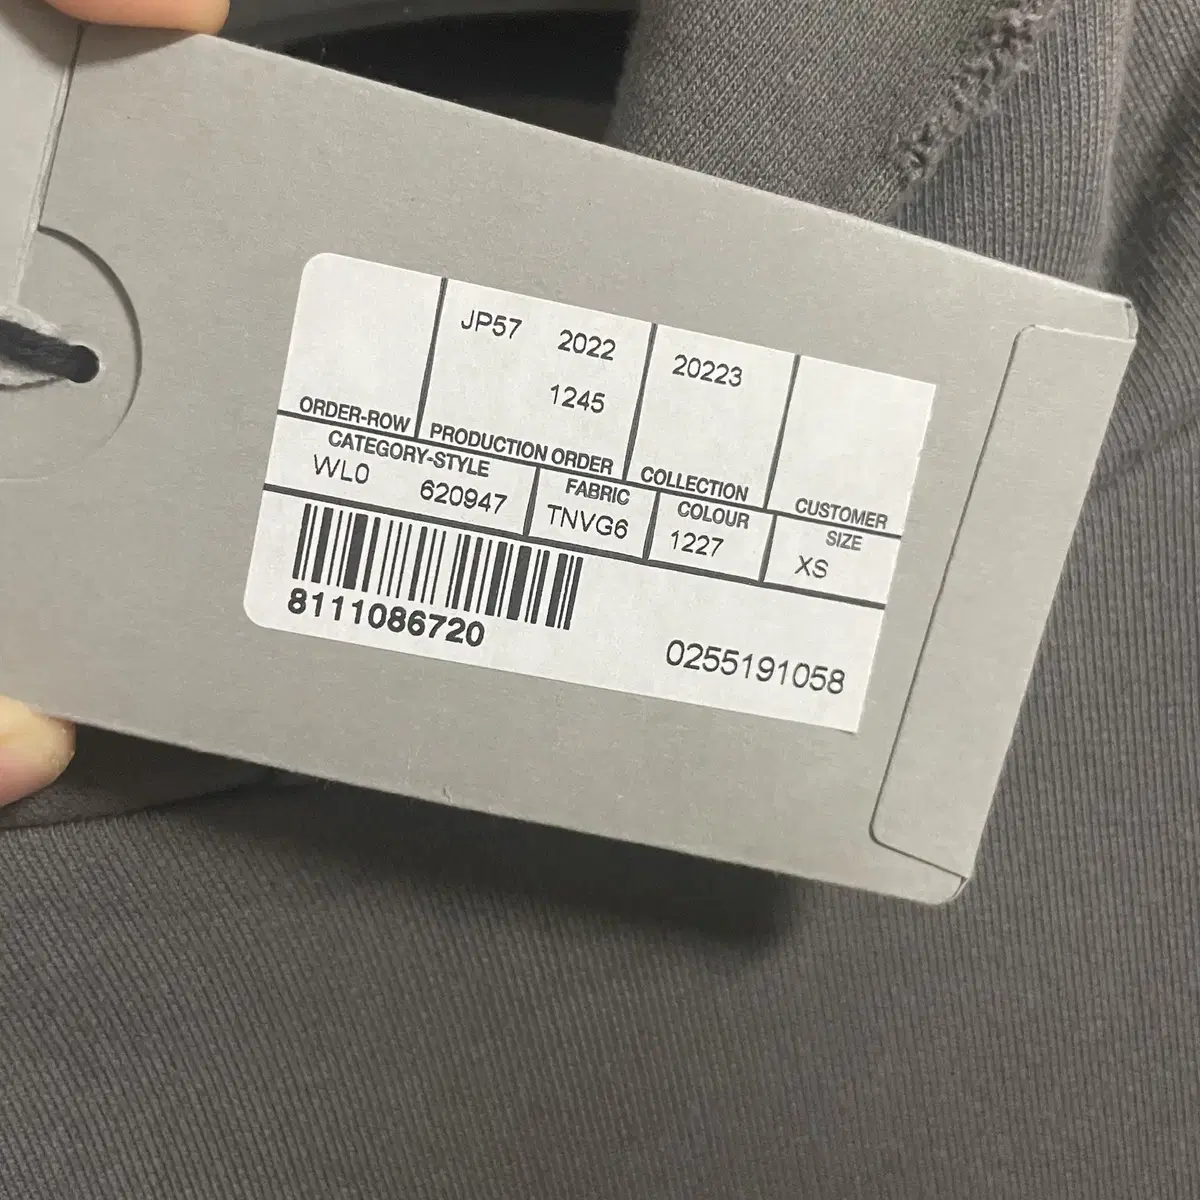 JP57 2022 20223
1245
ORDER-ROW PRODUCTION ORDER COLLECTION CUSTOMER
CATEGORY-STYLE FABRIC COLOUR SIZE
WL0 620947 TNVG6 1227 XS
8111086720 0255191058